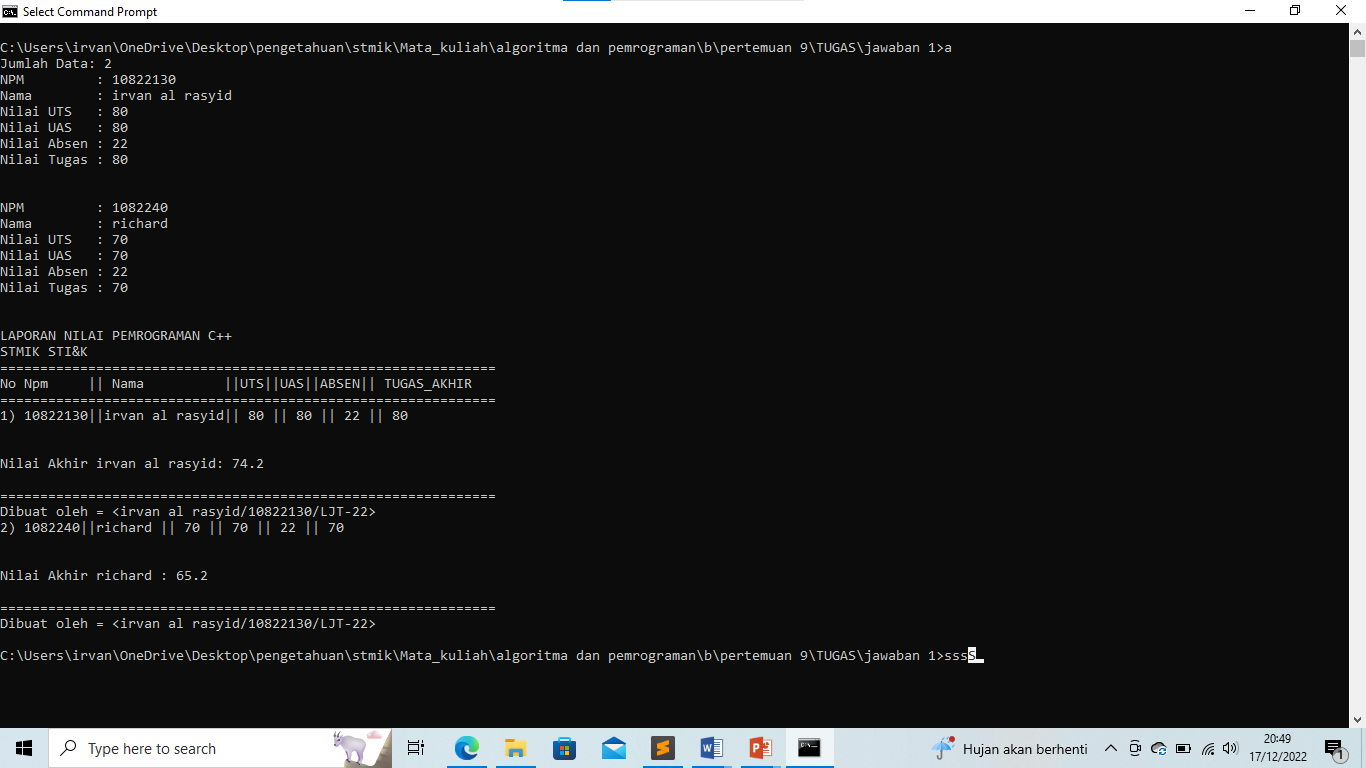 Select Command Prompt
C:\Users\irvan\OneDrive\Desktop\pengetahuan\stmik\Mata_kuliah\algoritma dan pemrograman\b\pertemuan 9\TUGAS\jawaban 1>a
Jumlah Data: 2
NPM         : 10822130
Nama        : irvan al rasyid
Nilai UTS   : 80
Nilai UAS   : 80
Nilai Absen : 22
Nilai Tugas : 80
NPM         : 1082240
Nama        : richard
Nilai UTS   : 70
Nilai UAS   : 70
Nilai Absen : 22
Nilai Tugas : 70
LAPORAN NILAI PEMROGRAMAN C++
STMIK STI&K
==============================================================
No Npm     || Nama          ||UTS||UAS||ABSEN|| TUGAS_AKHIR
==============================================================
1) 10822130||irvan al rasyid|| 80 || 80 || 22 || 80
Nilai Akhir irvan al rasyid: 74.2
==============================================================
Dibuat oleh = <irvan al rasyid/10822130/LJT-22>
2) 1082240||richard || 70 || 70 || 22 || 70
Nilai Akhir richard : 65.2
==============================================================
Dibuat oleh = <irvan al rasyid/10822130/LJT-22>
C:\Users\irvan\OneDrive\Desktop\pengetahuan\stmik\Mata_kuliah\algoritma dan pemrograman\b\pertemuan 9\TUGAS\jawaban 1>sssS_
Type here to search
Hujan akan berhenti
20:49
17/12/2022
1